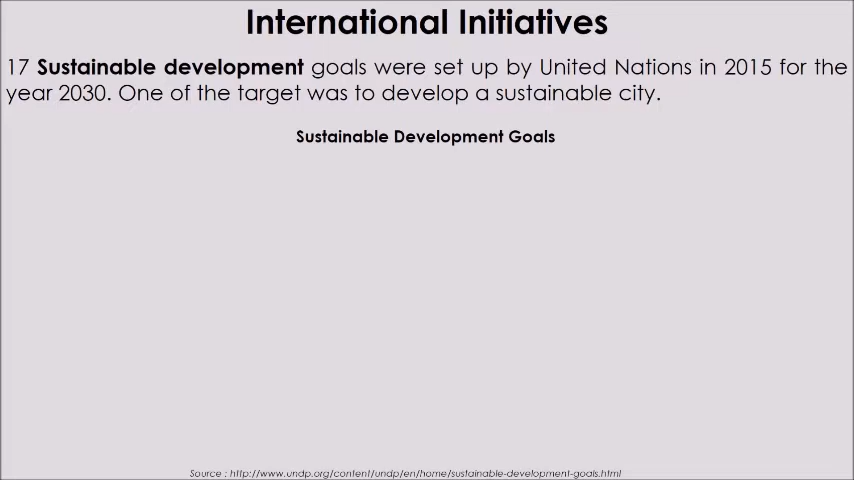 International Initiatives
17 Sustainable development goals were set up by United Nations in 2015 for the
year 2030. One of the target was to develop a sustainable city.
Sustainable Development Goals
Source : http://www.undp.org/content/undp/en/home/sustainable-development-goals.html